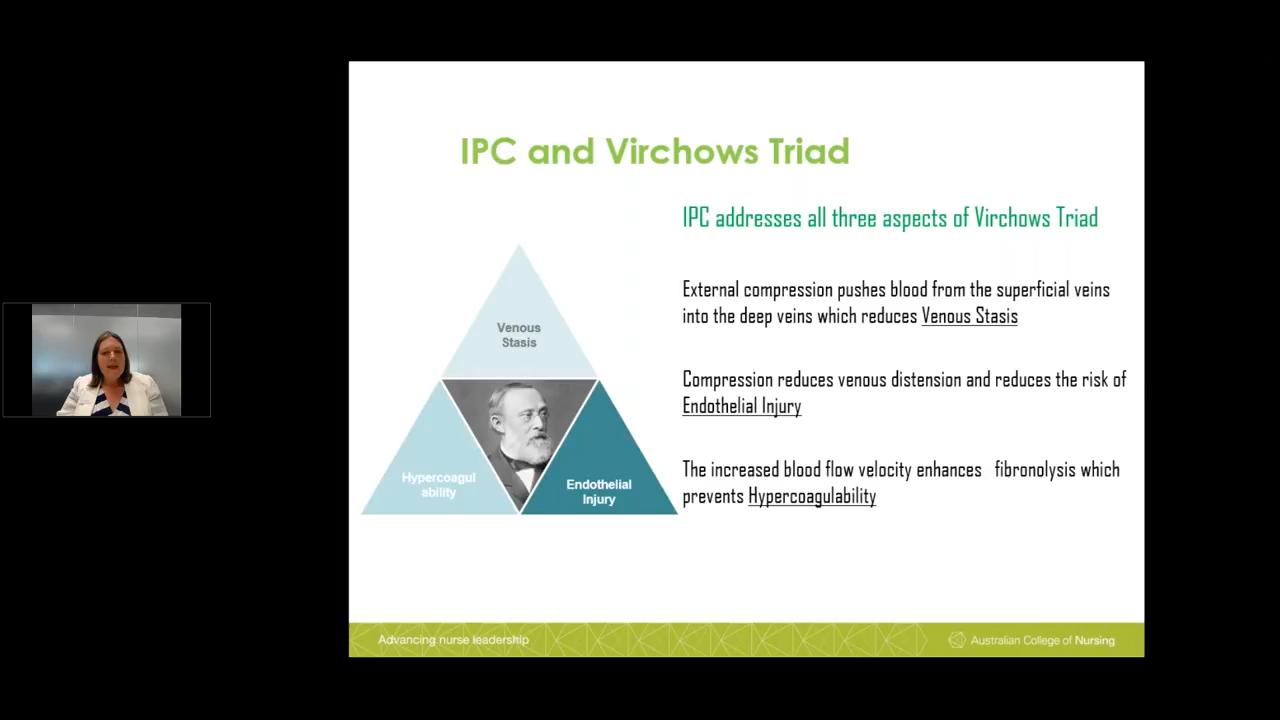 IPC and Virchows Triad
IPC addresses all three aspects of Virchows Triad
External compression pushes blood from the superficial veins
into the deep veins which reduces Venous Stasis
Compression reduces venous distension and reduces the risk of
Endothelial Injury
The increased blood flow velocity enhances fibronolysis which
prevents Hypercoagulability
Venous
Stasis
Hypercoagul
ability
Endothelial
Injury
Advancing nurse leadership
Australian College of Nursing